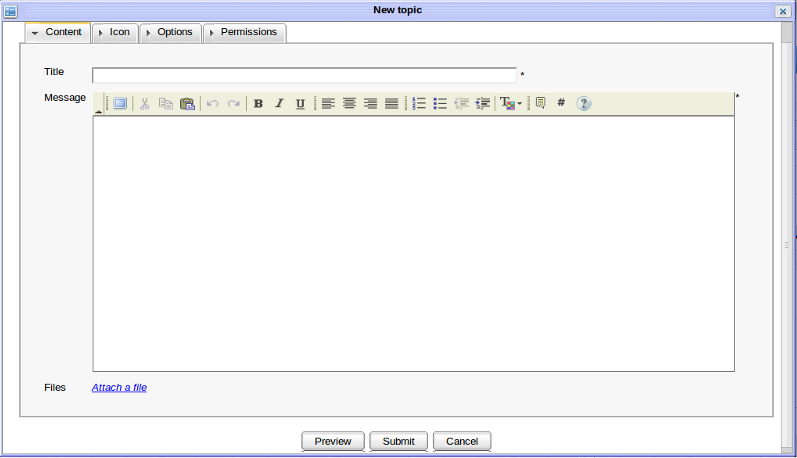 New topic
Content Icon Options Permissions
Title *
Message B I U T # ? *
Files Attach a file
Preview Submit Cancel